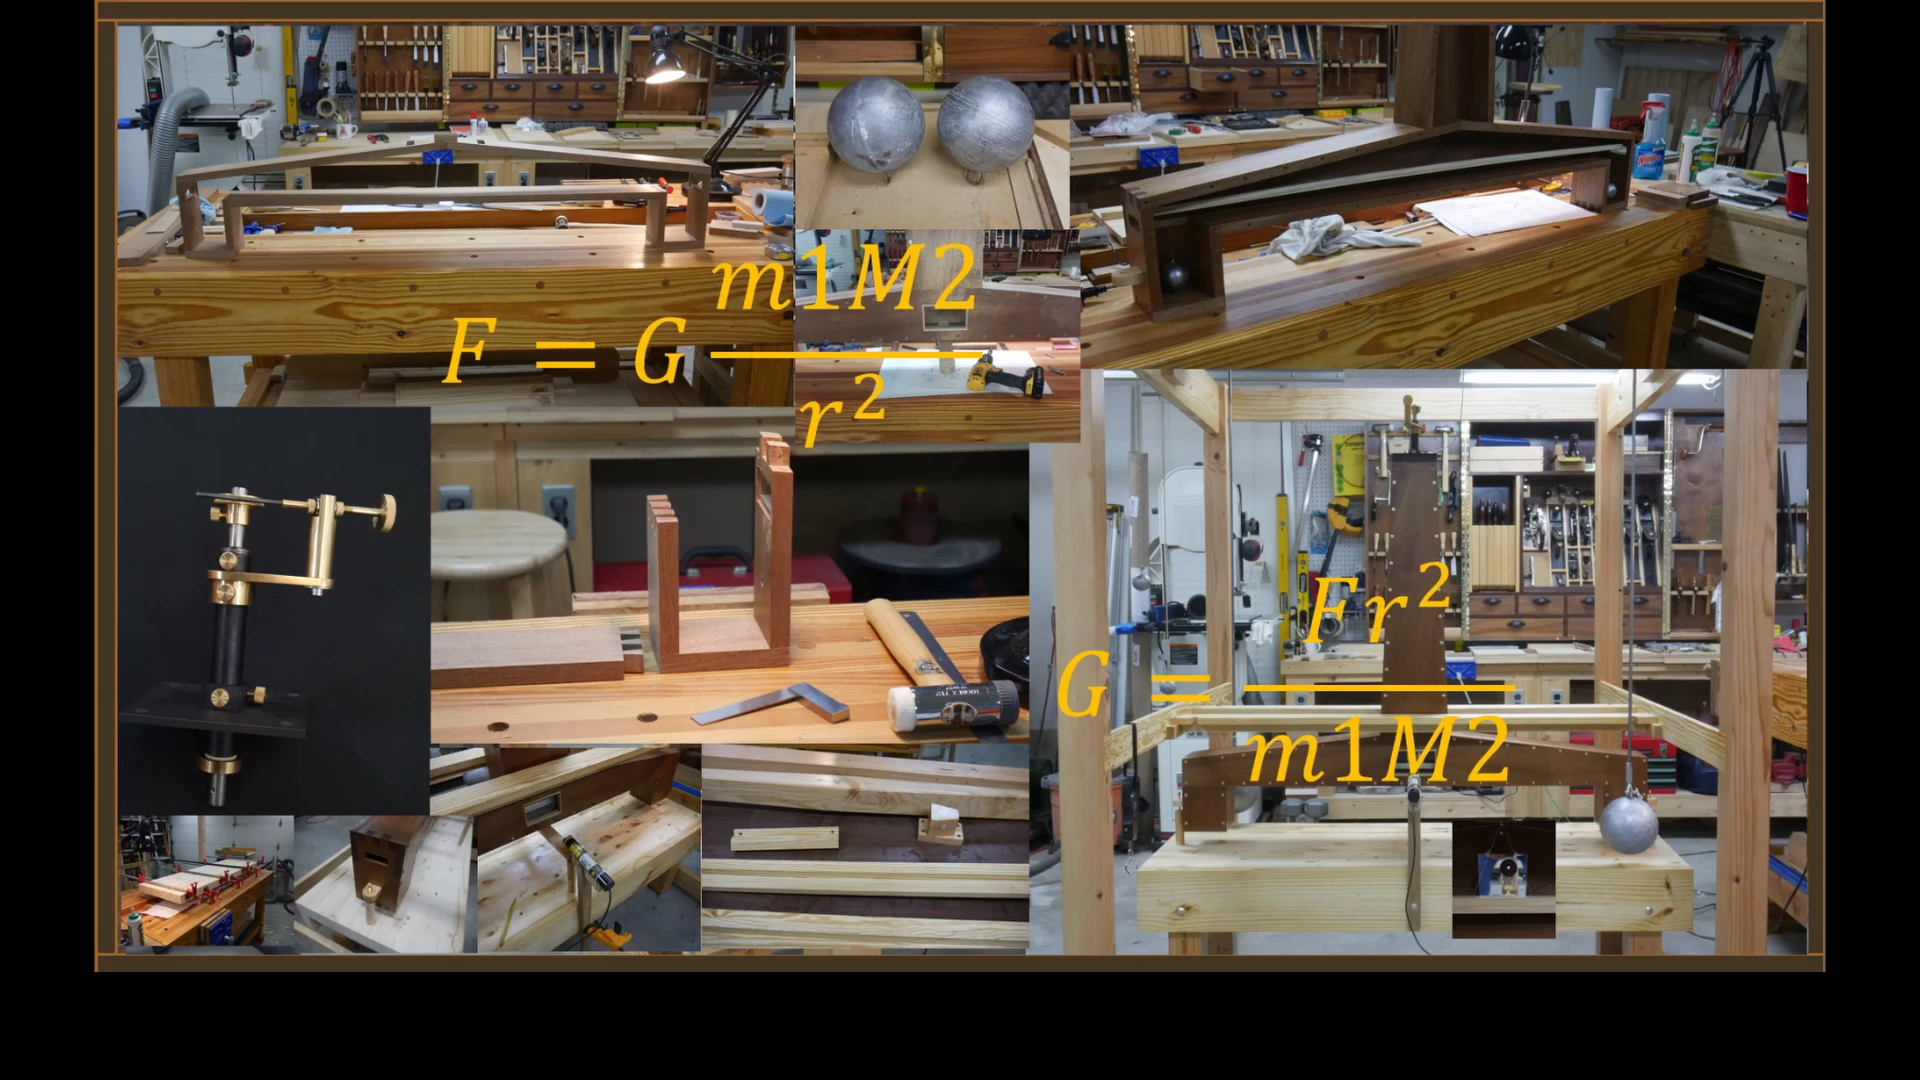 F = G m1M2 / r²
G = Fr² / m1M2